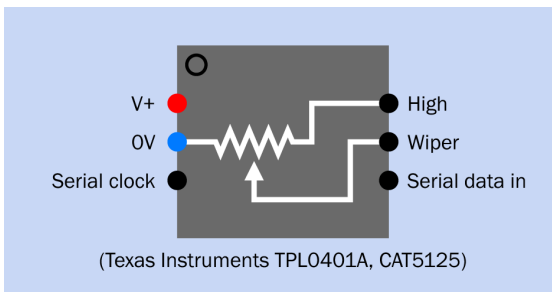 V+ High
0V Wiper
Serial clock Serial data in
(Texas Instruments TPL0401A, CAT5125)